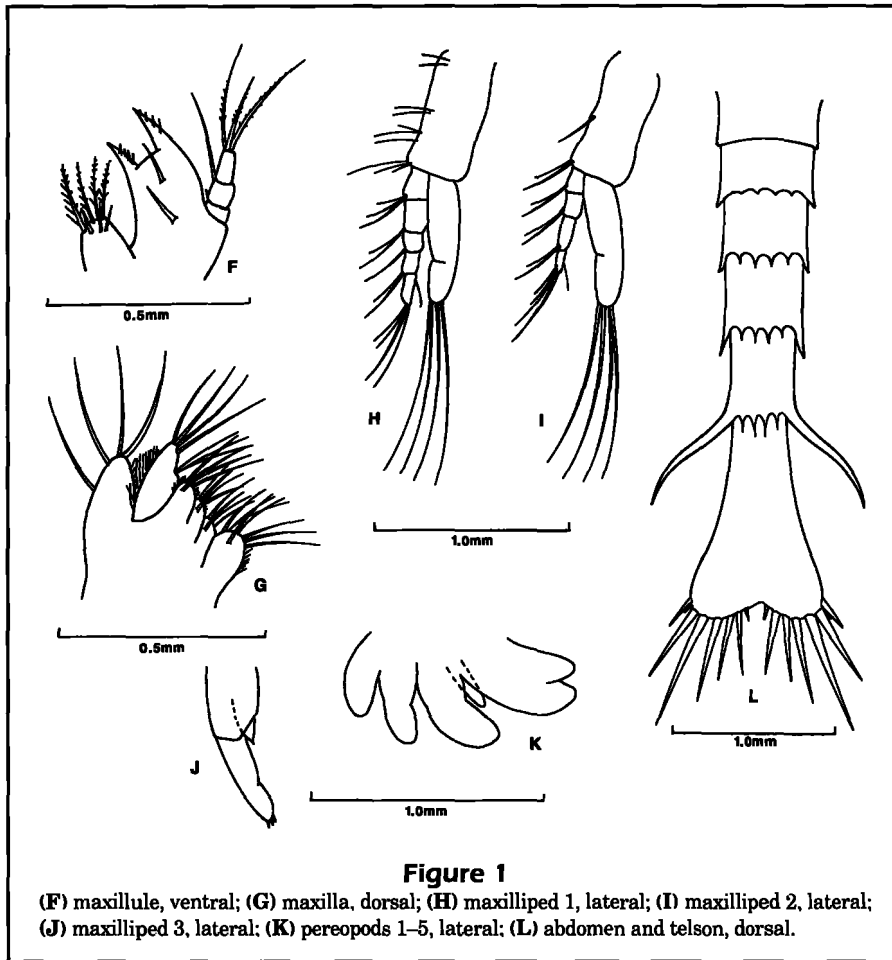 F
0.5mm
G
0.5mm
H
I
1.0mm
J
K
1.0mm
L
1.0mm
Figure 1
(F) maxillule, ventral; (G) maxilla, dorsal; (H) maxilliped 1, lateral; (I) maxilliped 2, lateral;
(J) maxilliped 3, lateral; (K) pereopods 1–5, lateral; (L) abdomen and telson, dorsal.